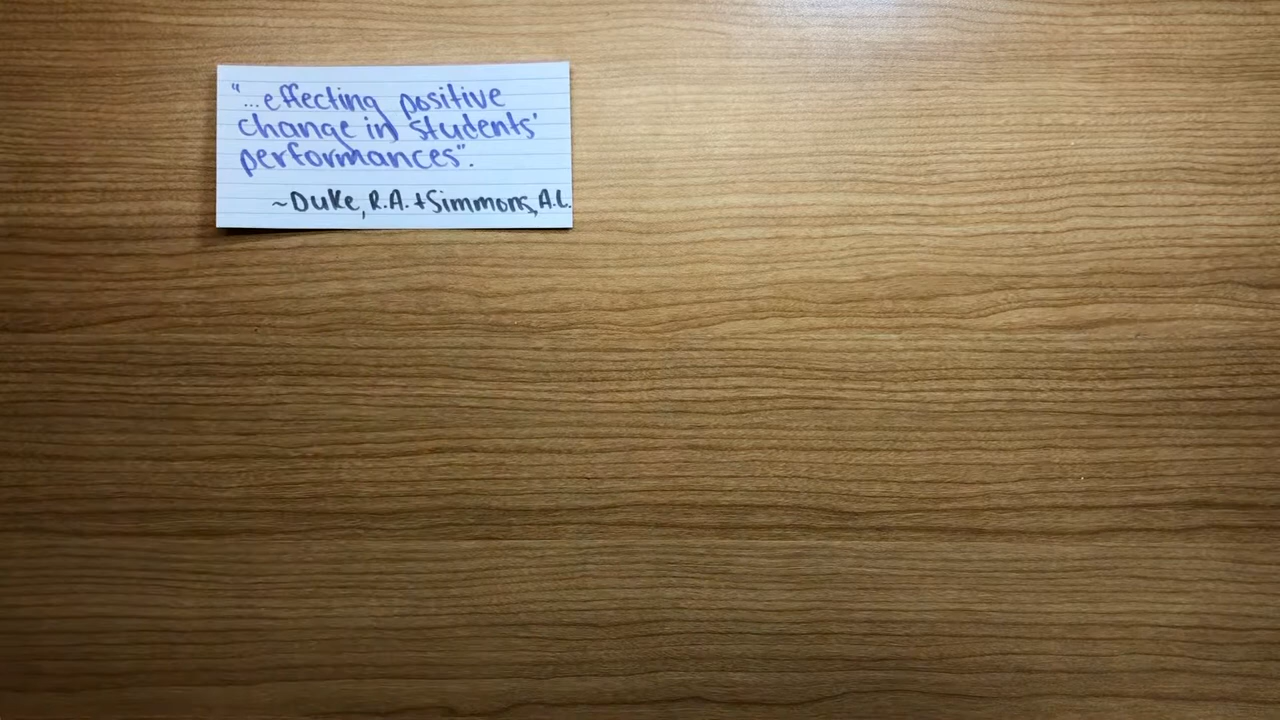 "...effecting positive
change in students'
performances".
~Duke, R.A. + Simmons, A.L.